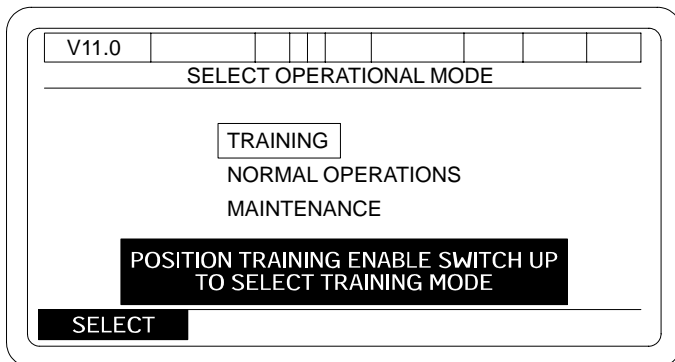 V11.0
SELECT OPERATIONAL MODE
TRAINING
NORMAL OPERATIONS
MAINTENANCE
POSITION TRAINING ENABLE SWITCH UP
TO SELECT TRAINING MODE
SELECT